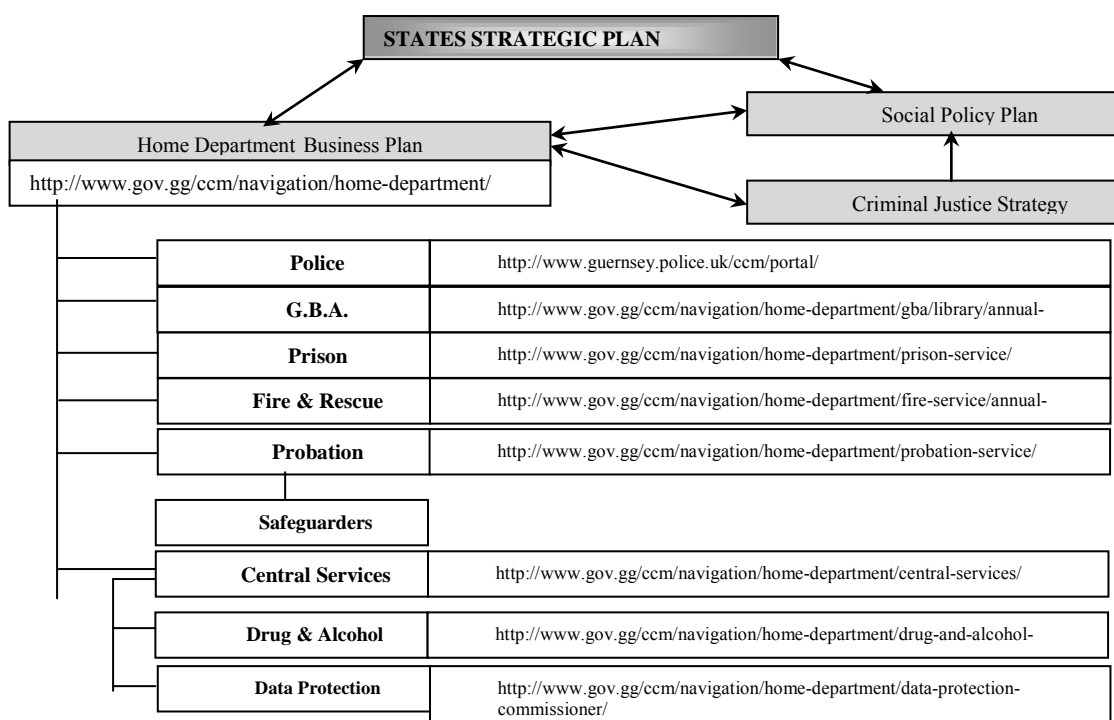 STATES STRATEGIC PLAN
Social Policy Plan
Home Department Business Plan
http://www.gov.gg/ccm/navigation/home-department/
Criminal Justice Strategy
Police http://www.guernsey.police.uk/ccm/portal/
G.B.A. http://www.gov.gg/ccm/navigation/home-department/gba/library/annual-
Prison http://www.gov.gg/ccm/navigation/home-department/prison-service/
Fire & Rescue http://www.gov.gg/ccm/navigation/home-department/fire-service/annual-
Probation http://www.gov.gg/ccm/navigation/home-department/probation-service/
Safeguarders
Central Services http://www.gov.gg/ccm/navigation/home-department/central-services/
Drug & Alcohol http://www.gov.gg/ccm/navigation/home-department/drug-and-alcohol-
Data Protection http://www.gov.gg/ccm/navigation/home-department/data-protection-
commissioner/